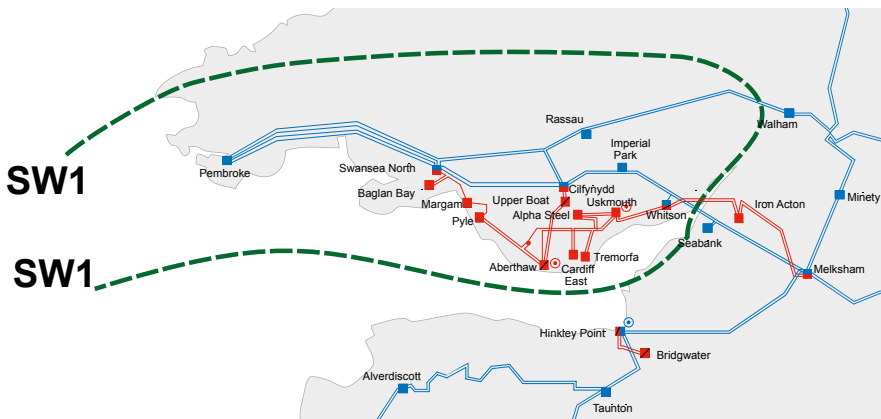 Rassau
Walham
Imperial
Park
SW1
Pembroke
Swansea North
Cilfynydd
Baglan Bay
Upper Boat
Uskmouth
Minety
Margam
Alpha Steel
Whitson
Iron Acton
Pyle
Seabank
SW1
Aberthaw
Cardiff
East
Tremorfa
Melksham
Hinkley Point
Bridgwater
Alverdiscott
Taunton